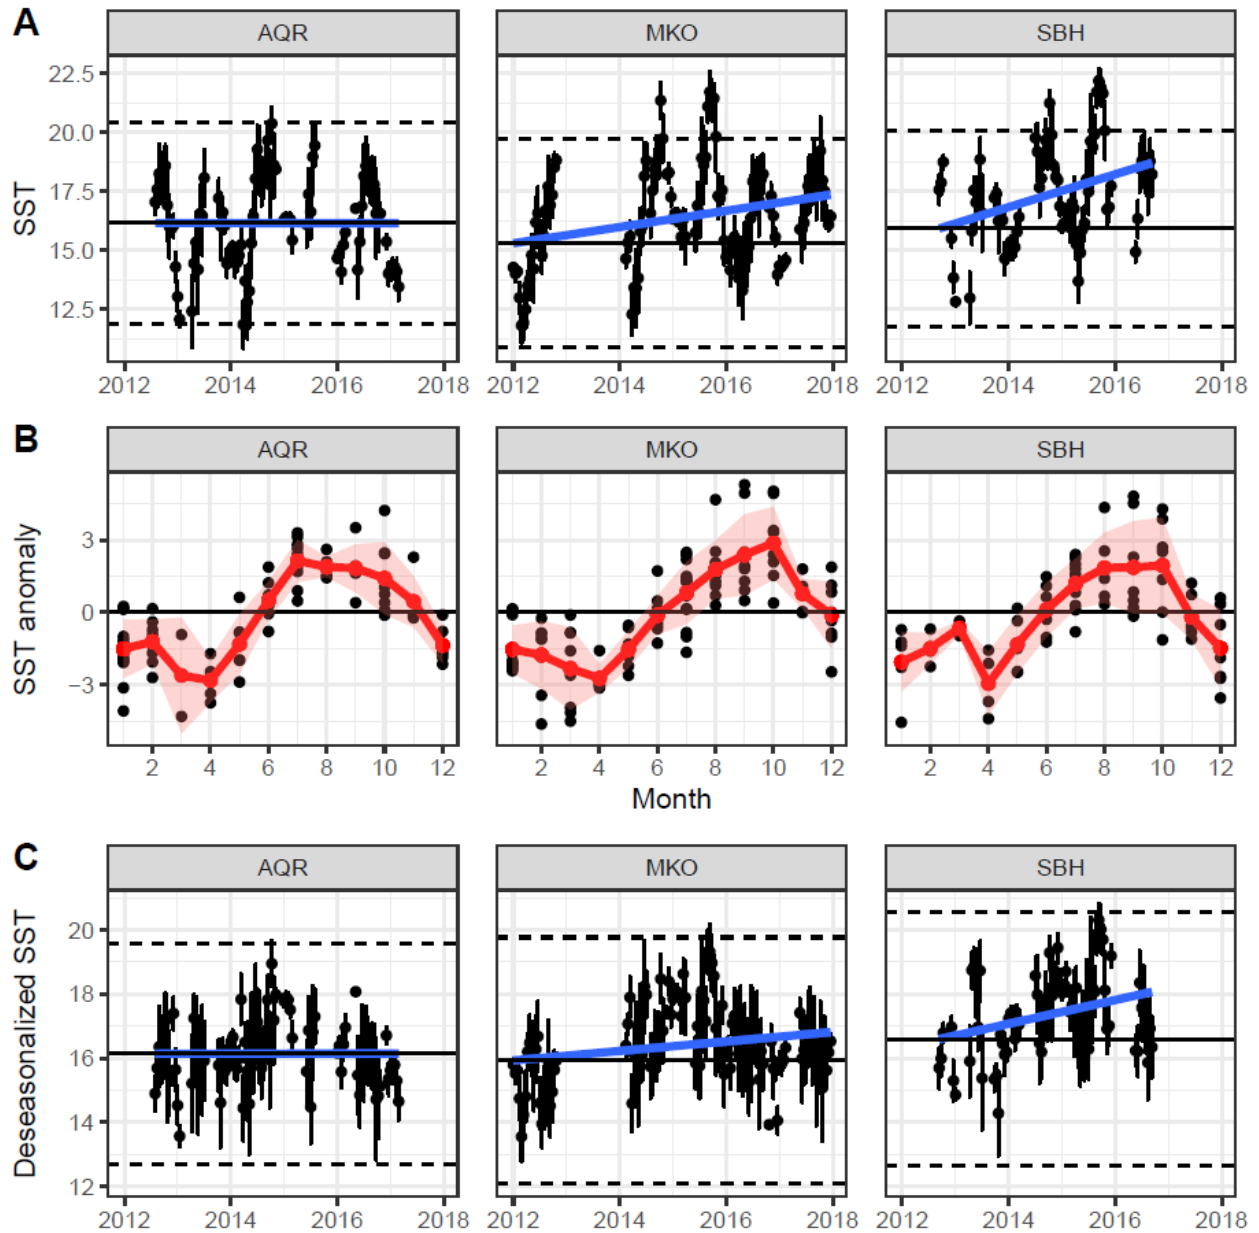 A
AQR MKO SBH
SST
22.5
20.0
17.5
15.0
12.5
2012 2014 2016 2018 2012 2014 2016 2018 2012 2014 2016 2018
B
AQR MKO SBH
SST anomaly
3
0
−3
2 4 6 8 10 12 2 4 6 8 10 12 2 4 6 8 10 12
Month
C
AQR MKO SBH
Deseasonalized SST
20
18
16
14
12
2012 2014 2016 2018 2012 2014 2016 2018 2012 2014 2016 2018